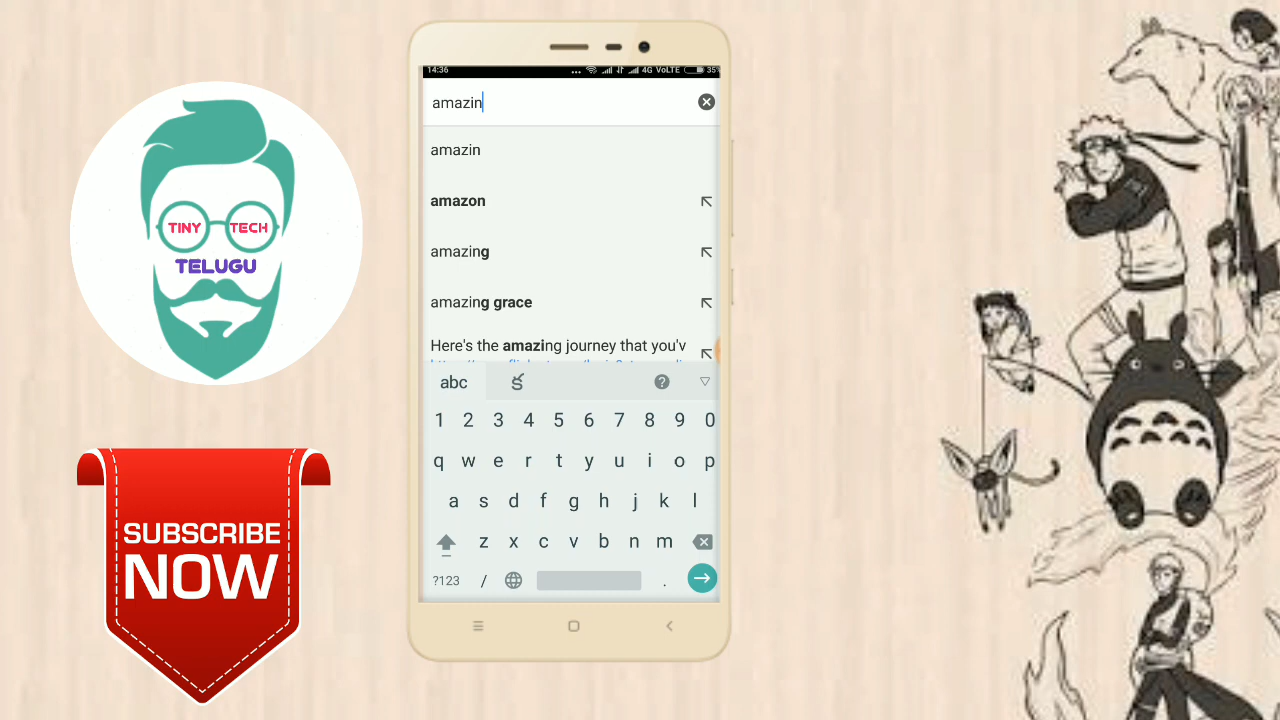 TINY TECH
TELUGU
SUBSCRIBE
NOW
14:36
4G VoLTE
35
amazin
amazin
amazon
amazing
amazing grace
Here's the amazing journey that you'v
abc
క
1 2 3 4 5 6 7 8 9 0
q w e r t y u i o p
a s d f g h j k l
z x c v b n m
?123 / .